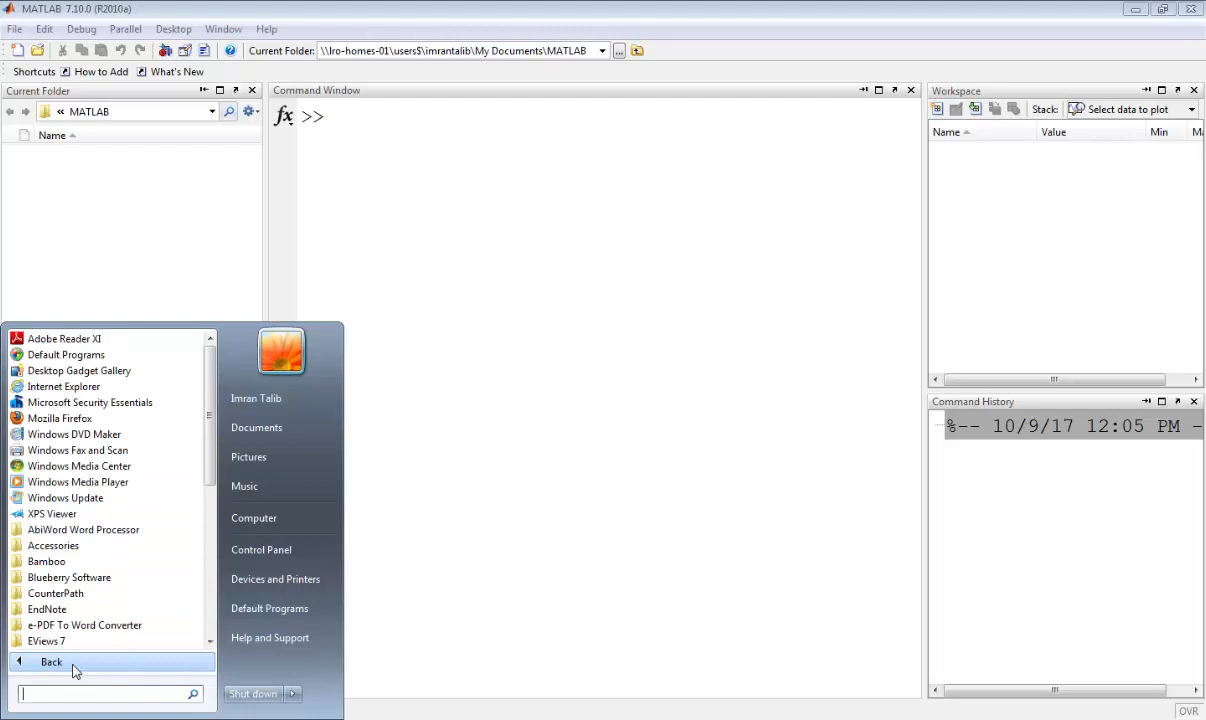 MATLAB 7.10.0 (R2010a)
File Edit Debug Parallel Desktop Window Help
Current Folder: \\lro-homes-01\users$\imrantalib\My Documents\MATLAB ...
Shortcuts How to Add What's New
Current Folder
« MATLAB
Name
Command Window
fx >>
Workspace
Stack: Select data to plot
Name Value Min Ma
Command History
%-- 10/9/17 12:05 PM -
Adobe Reader XI
Default Programs
Desktop Gadget Gallery
Internet Explorer
Microsoft Security Essentials
Mozilla Firefox
Windows DVD Maker
Windows Fax and Scan
Windows Media Center
Windows Media Player
Windows Update
XPS Viewer
AbiWord Word Processor
Accessories
Bamboo
Blueberry Software
CounterPath
EndNote
e-PDF To Word Converter
EViews 7
Back
Imran Talib
Documents
Pictures
Music
Computer
Control Panel
Devices and Printers
Default Programs
Help and Support
Shut down
OVR